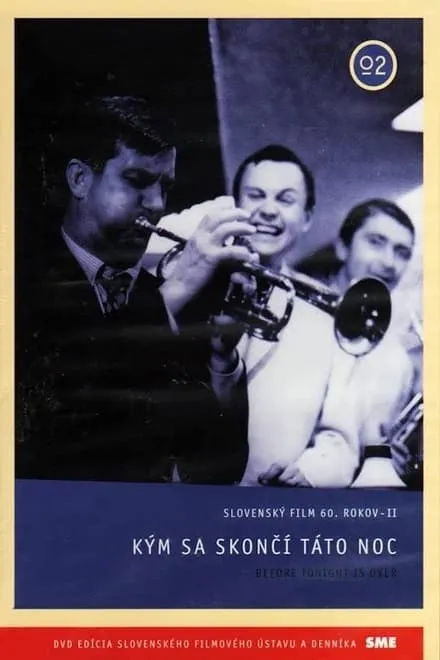 02
SLOVENSKÝ FILM 60. ROKOV-II
KÝM SA SKONČÍ TÁTO NOC
BEFORE TONIGHT IS OVER
DVD EDÍCIA SLOVENSKÉHO FILMOVÉHO ÚSTAVU A DENNÍKA SME